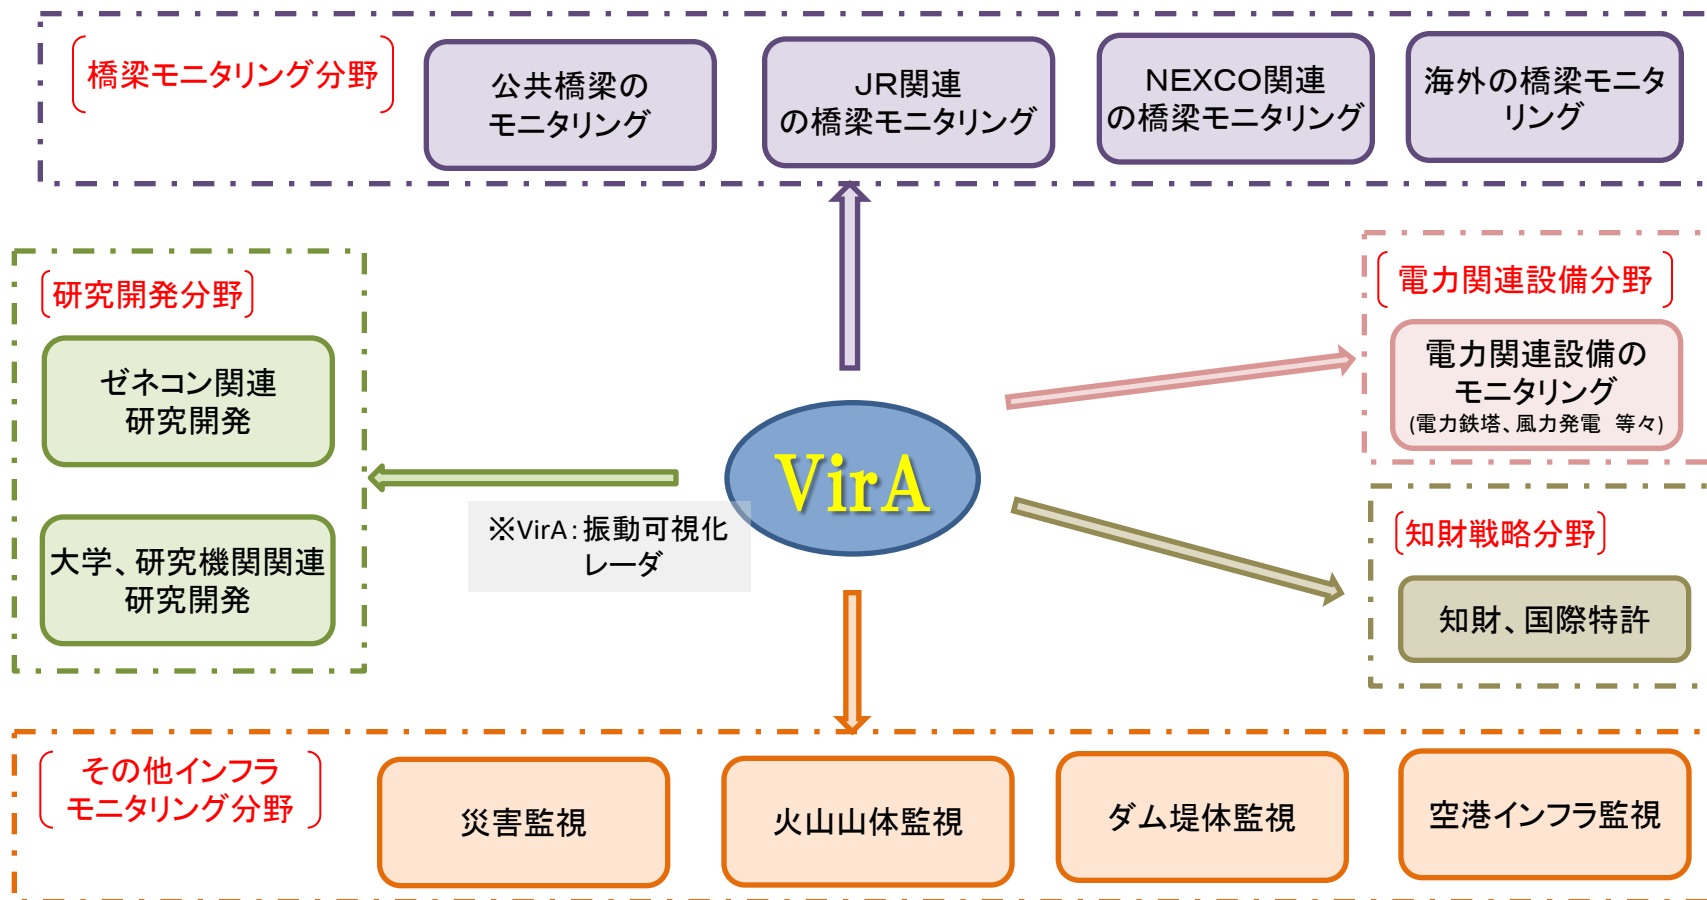 橋梁モニタリング分野
公共橋梁の
モニタリング
JR関連
の橋梁モニタリング
NEXCO関連
の橋梁モニタリング
海外の橋梁モニタ
リング
研究開発分野
ゼネコン関連
研究開発
大学、研究機関関連
研究開発
VirA
※VirA：振動可視化
レーダ
電力関連設備分野
電力関連設備の
モニタリング
(電力鉄塔、風力発電　等々)
知財戦略分野
知財、国際特許
その他インフラ
モニタリング分野
災害監視
火山山体監視
ダム堤体監視
空港インフラ監視